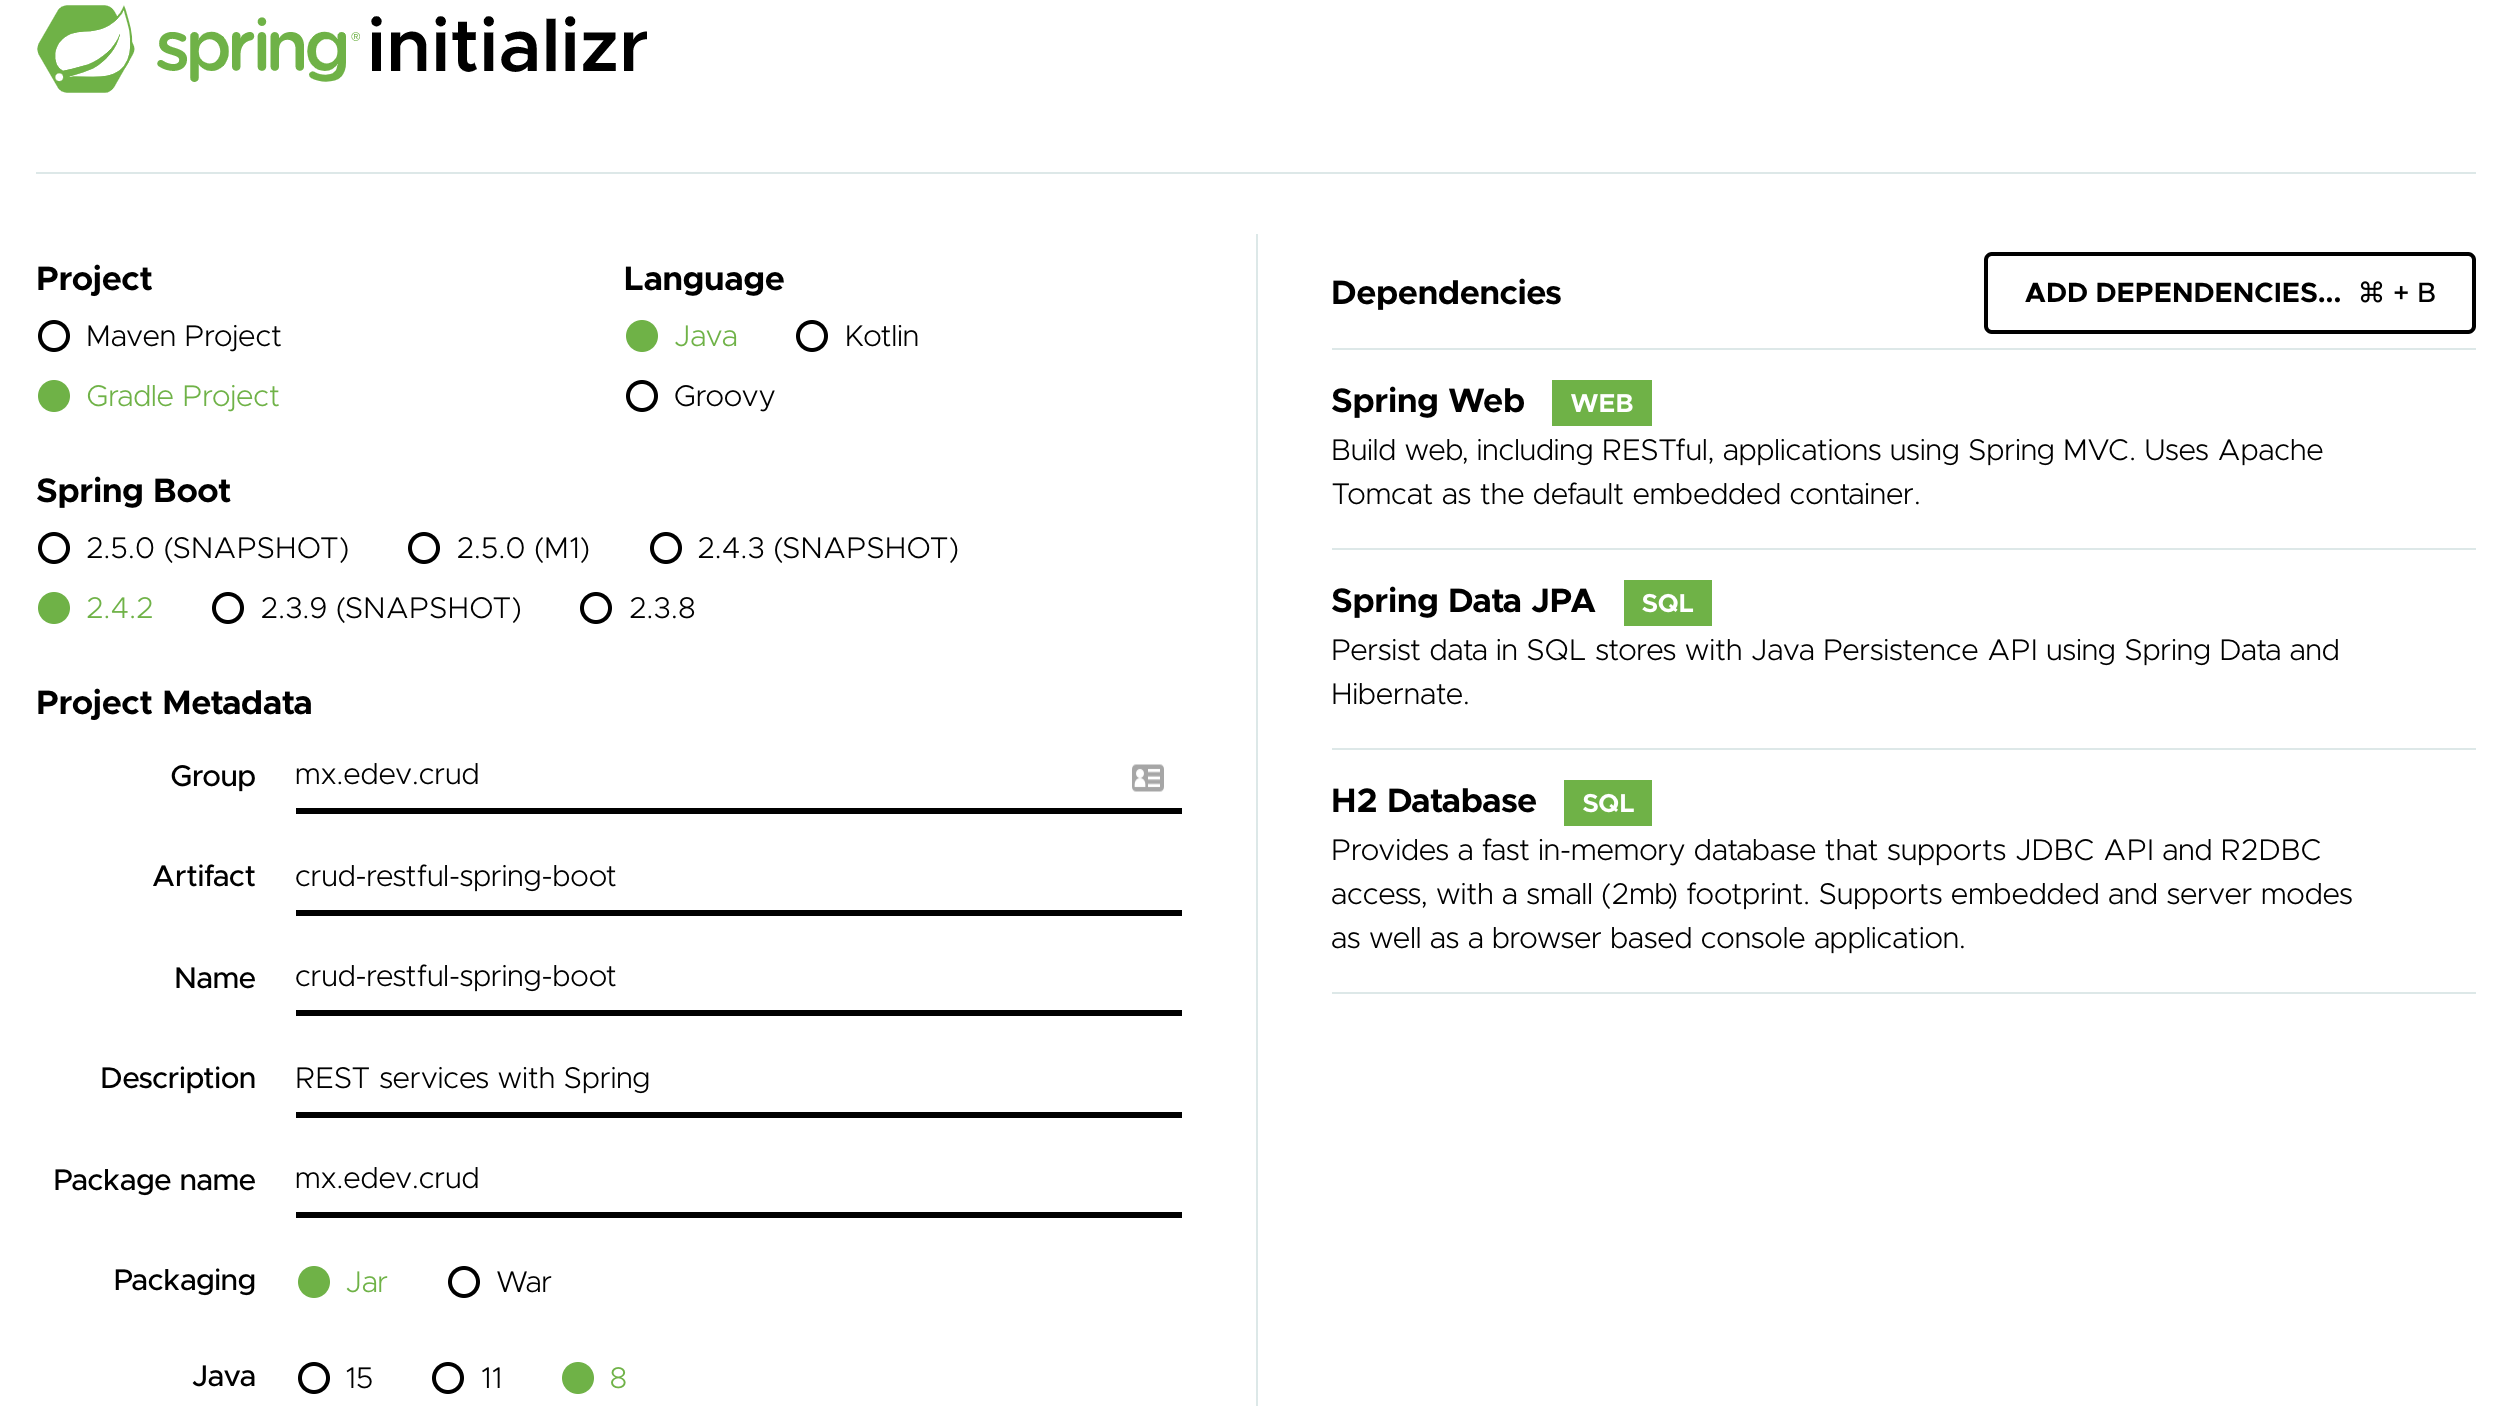 spring® initializr
Project
Maven Project
Gradle Project
Language
Java Kotlin
Groovy
Spring Boot
2.5.0 (SNAPSHOT) 2.5.0 (M1) 2.4.3 (SNAPSHOT)
2.4.2 2.3.9 (SNAPSHOT) 2.3.8
Project Metadata
Group mx.edev.crud
Artifact crud-restful-spring-boot
Name crud-restful-spring-boot
Description REST services with Spring
Package name mx.edev.crud
Packaging Jar War
Java 15 11 8
Dependencies ADD DEPENDENCIES... ⌘ + B
Spring Web WEB
Build web, including RESTful, applications using Spring MVC. Uses Apache
Tomcat as the default embedded container.
Spring Data JPA SQL
Persist data in SQL stores with Java Persistence API using Spring Data and
Hibernate.
H2 Database SQL
Provides a fast in-memory database that supports JDBC API and R2DBC
access, with a small (2mb) footprint. Supports embedded and server modes
as well as a browser based console application.